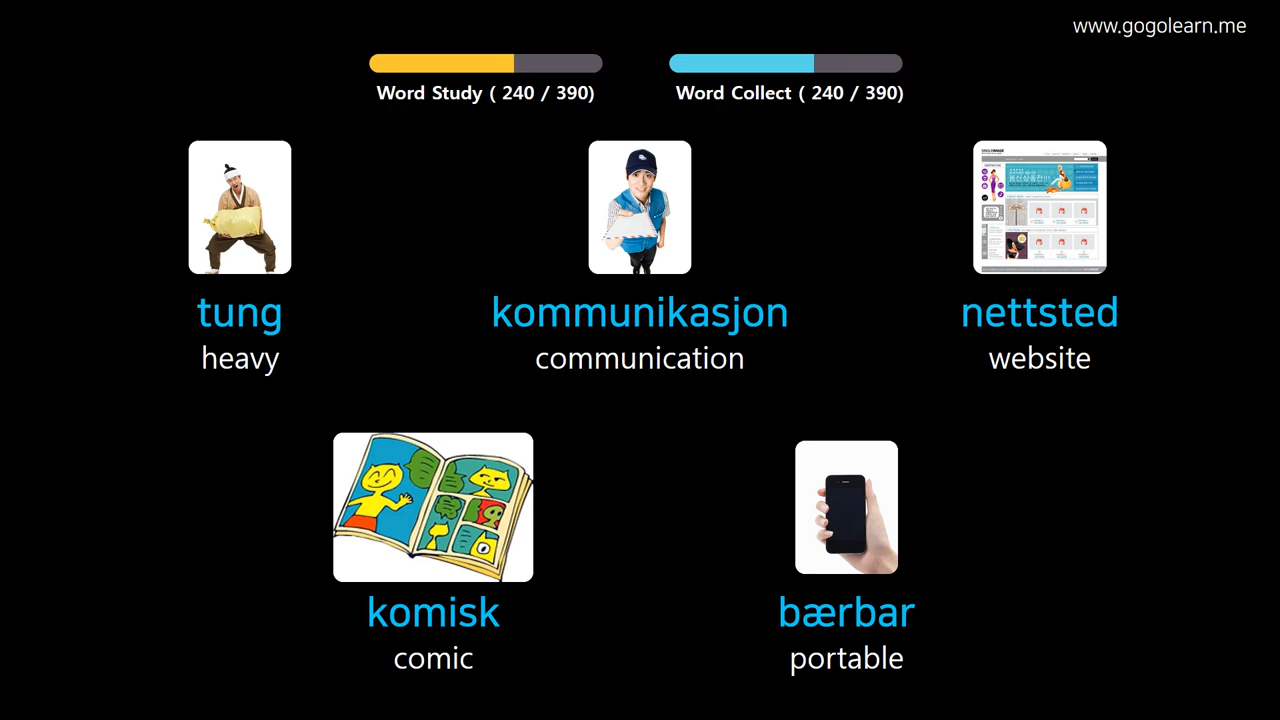 www.gogolearn.me
Word Study ( 240 / 390)
Word Collect ( 240 / 390)
tung
kommunikasjon
nettsted
heavy
communication
website
komisk
bærbar
comic
portable